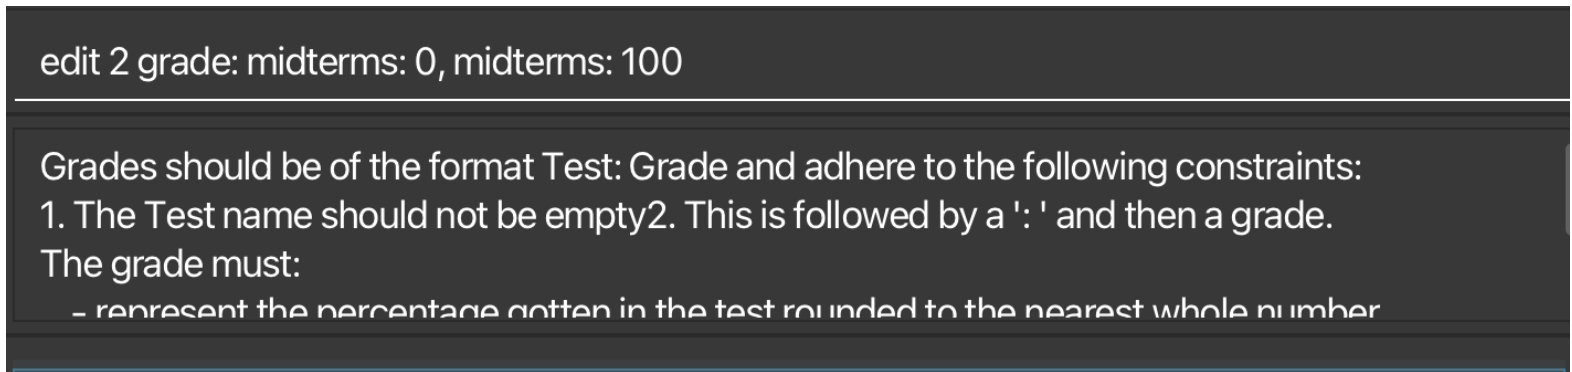 edit 2 grade: midterms: 0, midterms: 100
Grades should be of the format Test: Grade and adhere to the following constraints:
1. The Test name should not be empty2. This is followed by a ': ' and then a grade.
The grade must:
- represent the percentage gotten in the test rounded to the nearest whole number